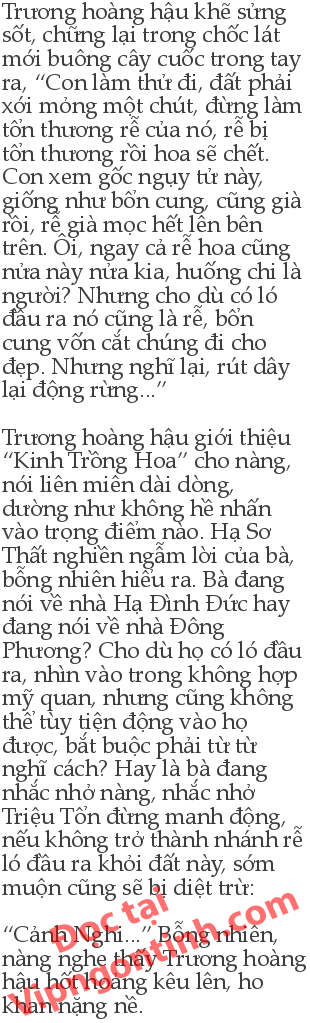 Trương hoàng hậu khẽ sửng
sốt, chững lại trong chốc lát
mới buông cây cuốc trong tay
ra, “Con làm thử đi, đất phải
xới mỏng một chút, đừng làm
tổn thương rễ của nó, rễ bị
tổn thương rồi hoa sẽ chết.
Con xem gốc ngụy tử này,
giống như bổn cung, cũng già
rồi, rễ già mọc hết lên bên
trên. Ôi, ngay cả rễ hoa cũng
nửa này nửa kia, huống chi là
người? Nhưng cho dù có ló
đầu ra nó cũng là rễ, bổn
cung vốn cắt chúng đi cho
đẹp. Nhưng nghĩ lại, rút dây
lại động rừng...”
Trương hoàng hậu giới thiệu
“Kinh Trồng Hoa” cho nàng,
nói liên miên dài dòng,
dường như không hề nhấn
vào trọng điểm nào. Hạ Sơ
Thất nghiền ngẫm lời của bà,
bỗng nhiên hiểu ra. Bà đang
nói về nhà Hạ Đình Đức hay
đang nói về nhà Đông
Phương? Cho dù họ có ló đầu
ra, nhìn vào trong không hợp
mỹ quan, nhưng cũng không
thể tùy tiện động vào họ
được, bắt buộc phải từ từ
nghĩ cách? Hay là bà đang
nhắc nhở nàng, nhắc nhở
Triệu Tổn đừng manh động,
nếu không trở thành nhánh rễ
ló đầu ra khỏi đất này, sớm
muộn cũng sẽ bị diệt trừ:
“Cảnh Nghi...” Bỗng nhiên,
nàng nghe thấy Trương hoàng
hậu hốt hoảng kêu lên, ho
khan nặng nề.
Đọc tại
Vipngontinh.com